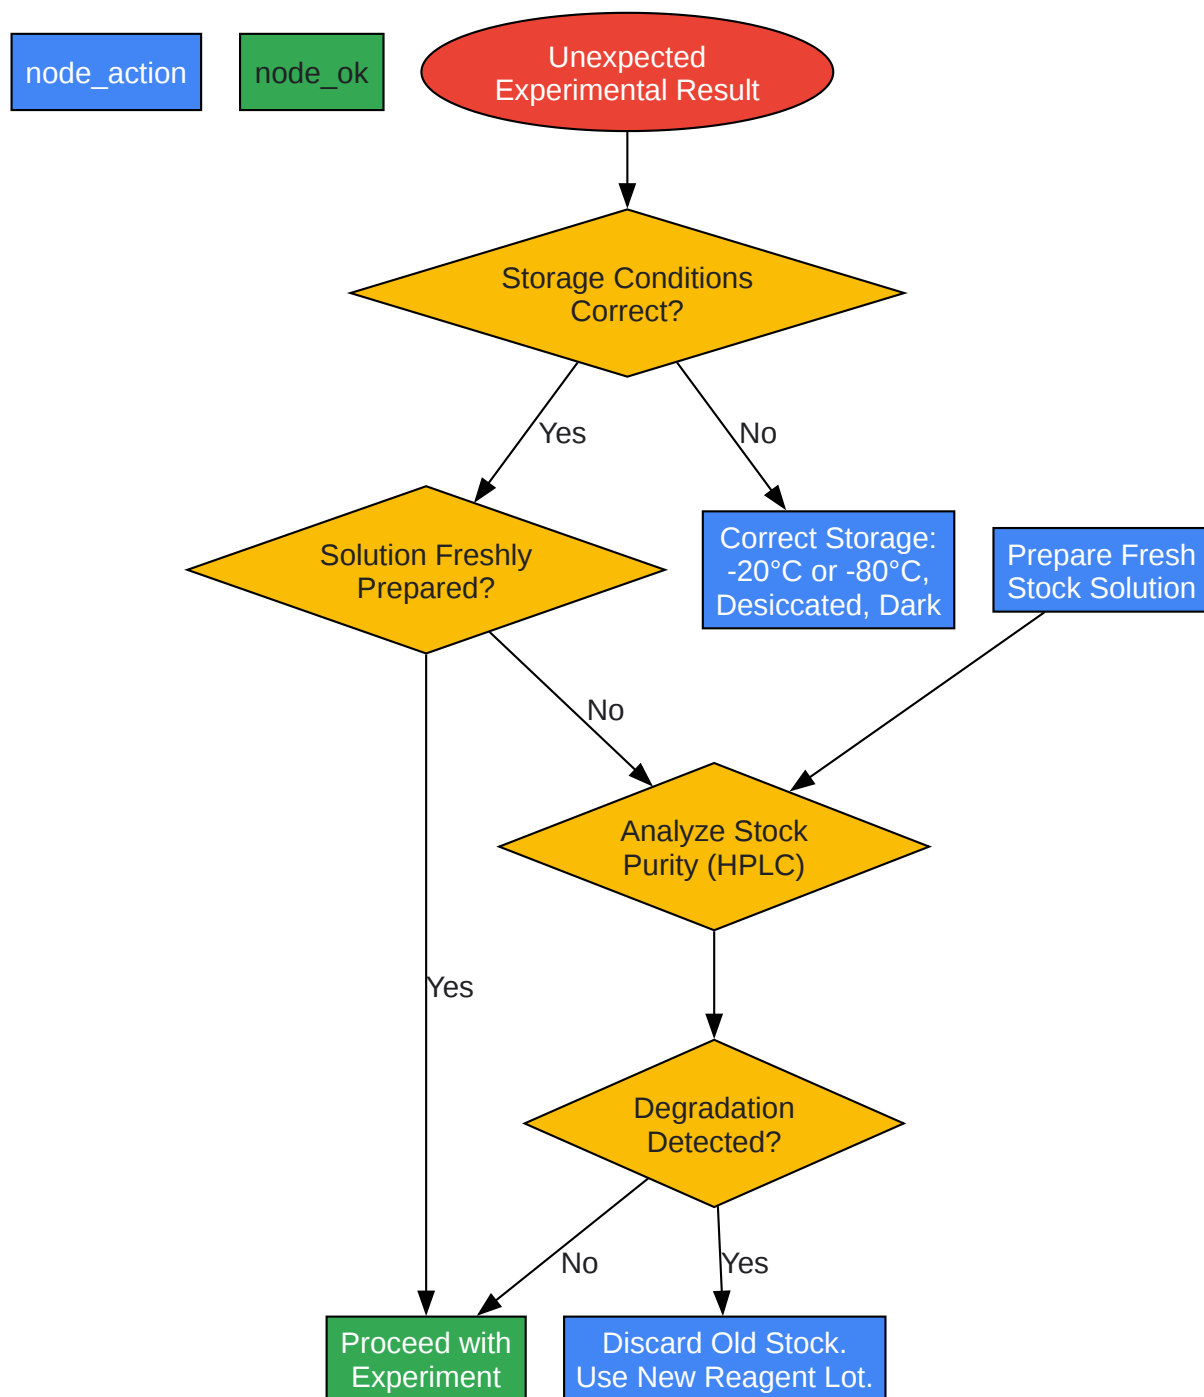 node_action
node_ok
Unexpected
Experimental Result
Storage Conditions
Correct?
Yes
No
Solution Freshly
Prepared?
Correct Storage:
-20°C or -80°C,
Desiccated, Dark
Prepare Fresh
Stock Solution
No
Analyze Stock
Purity (HPLC)
Yes
Degradation
Detected?
No
Yes
Proceed with
Experiment
Discard Old Stock.
Use New Reagent Lot.